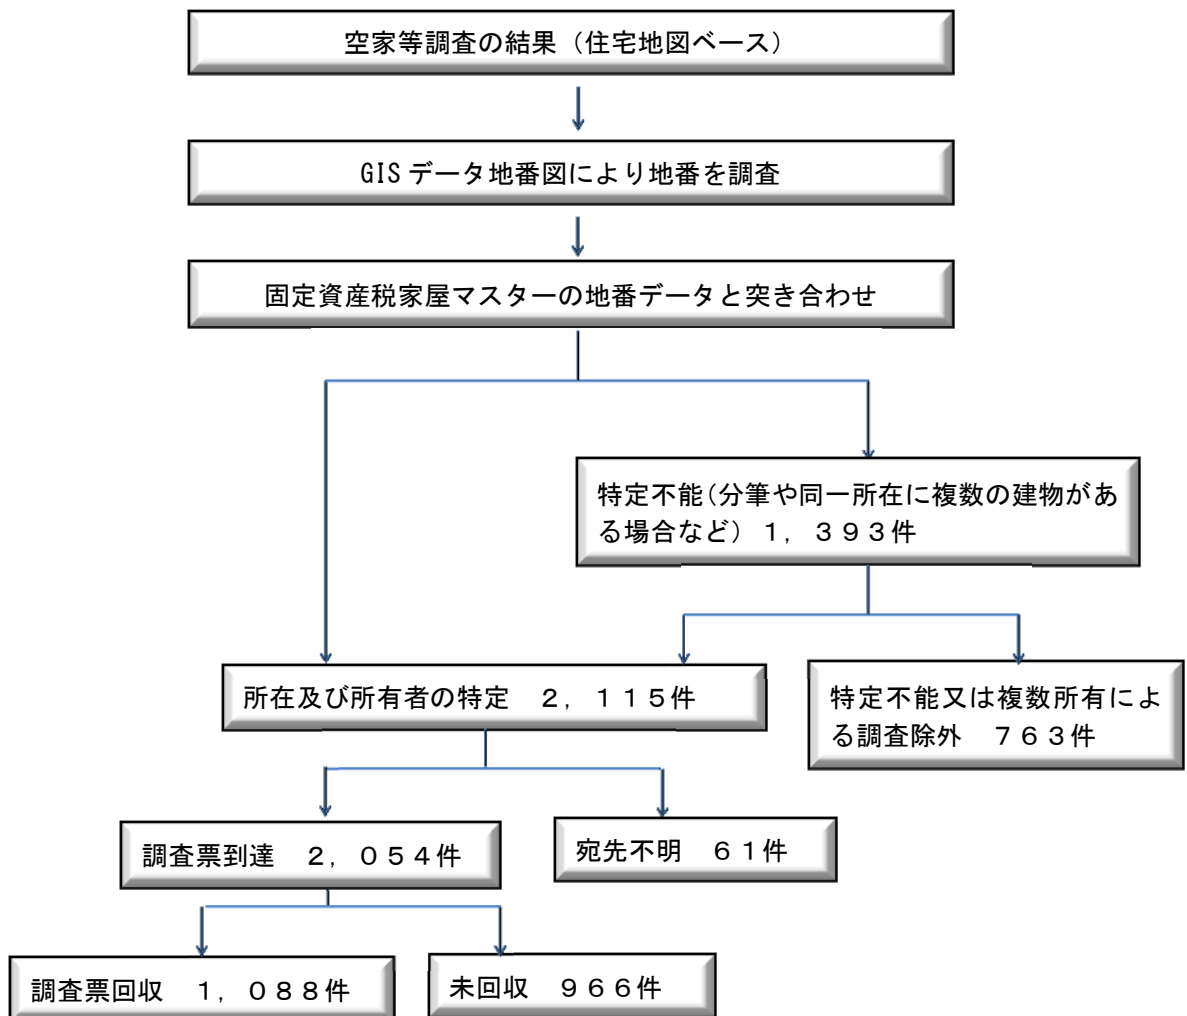 空家等調査の結果（住宅地図ベース）
GISデータ地番図により地番を調査
固定資産税家屋マスターの地番データと突き合わせ
特定不能（分筆や同一所在に複数の建物があ
る場合など）１，３９３件
所在及び所有者の特定　２，１１５件
特定不能又は複数所有によ
る調査除外　７６３件
調査票到達　２，０５４件
宛先不明　６１件
調査票回収　１，０８８件
未回収　９６６件